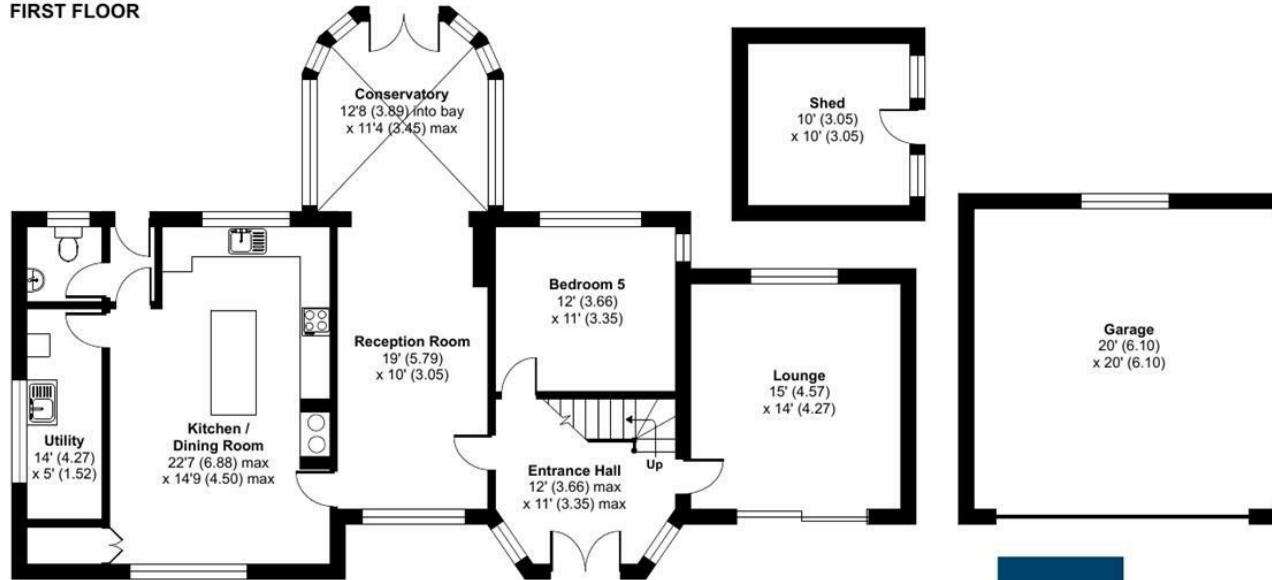 FIRST FLOOR
Conservatory
12'8 (3.89) into bay
x 11'4 (3.45) max
Shed
10' (3.05)
x 10' (3.05)
Bedroom 5
12' (3.66)
x 11' (3.35)
Reception Room
19' (5.79)
x 10' (3.05)
Garage
20' (6.10)
x 20' (6.10)
Lounge
15' (4.57)
x 14' (4.27)
Kitchen /
Dining Room
22'7 (6.88) max
x 14'9 (4.50) max
Utility
14' (4.27)
x 5' (1.52)
Up
Entrance Hall
12' (3.66) max
x 11' (3.35) max